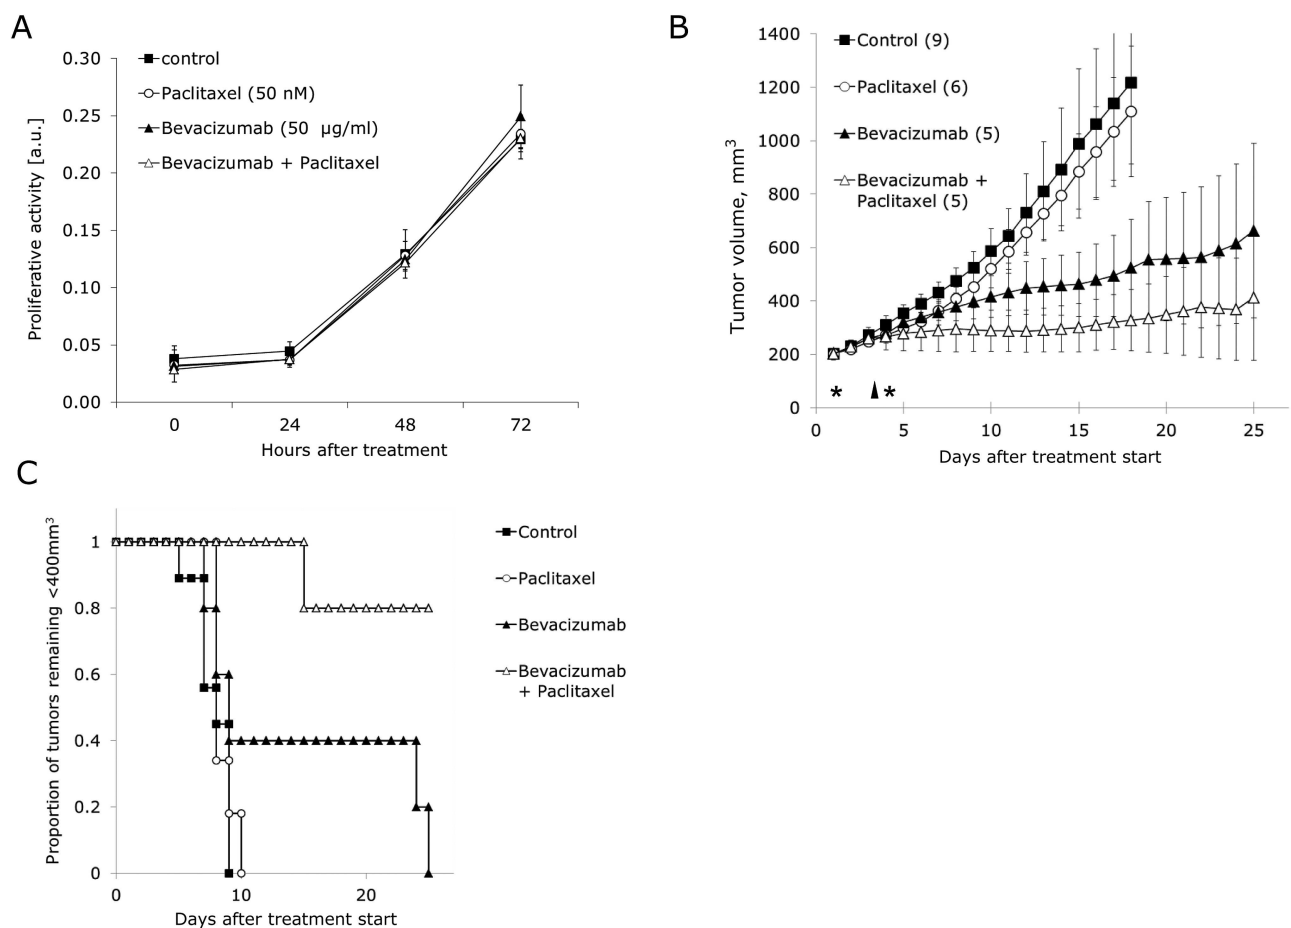 A
0.30
0.25
0.20
0.15
0.10
0.05
0.00
Proliferative activity [a.u.]
control
Paclitaxel (50 nM)
Bevacizumab (50 µg/ml)
Bevacizumab + Paclitaxel
0 24 48 72
Hours after treatment
B
1400
1200
1000
800
600
400
200
0
Tumor volume, mm3
Control (9)
Paclitaxel (6)
Bevacizumab (5)
Bevacizumab +
Paclitaxel (5)
* *
0 5 10 15 20 25
Days after treatment start
C
Proportion of tumors remaining <400mm3
1
0.8
0.6
0.4
0.2
0
0 10 20
Days after treatment start
Control
Paclitaxel
Bevacizumab
Bevacizumab
+ Paclitaxel